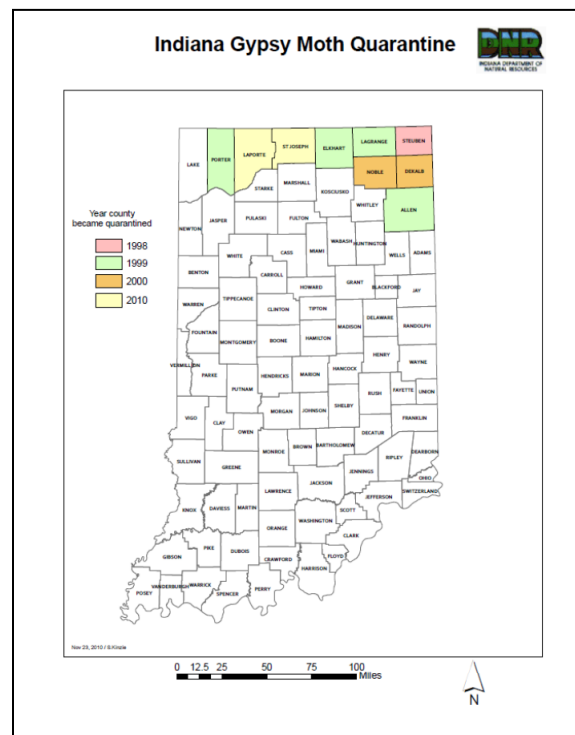 Indiana Gypsy Moth Quarantine
DNR
INDIANA DEPARTMENT OF
NATURAL RESOURCES
LAKE PORTER LAPORTE ST JOSEPH ELKHART LAGRANGE STEUBEN
NOBLE DEKALB
STARKE MARSHALL KOSCIUSKO WHITLEY ALLEN
NEWTON JASPER PULASKI FULTON
Year county
became quarantined
1998
1999
2000
2010
WHITE CASS MIAMI WABASH HUNTINGTON WELLS ADAMS
BENTON CARROLL GRANT BLACKFORD JAY
HOWARD
WARREN TIPPECANOE CLINTON TIPTON DELAWARE
FOUNTAIN MONTGOMERY BOONE HAMILTON MADISON RANDOLPH
HENRY WAYNE
VERMILLION PARKE HENDRICKS MARION HANCOCK
PUTNAM RUSH FAYETTE UNION
MORGAN JOHNSON SHELBY
VIGO CLAY OWEN FRANKLIN
DECATUR
MONROE BROWN BARTHOLOMEW DEARBORN
SULLIVAN GREENE RIPLEY
JENNINGS OHIO
JACKSON SWITZERLAND
LAWRENCE JEFFERSON
KNOX DAVIESS MARTIN SCOTT
ORANGE WASHINGTON
CLARK
PIKE DUBOIS FLOYD
GIBSON CRAWFORD HARRISON
VANDERBURGH WARRICK PERRY
POSEY SPENCER
Nov 23, 2010 / S.Kinzie
0 12.5 25 50 75 100
Miles
N